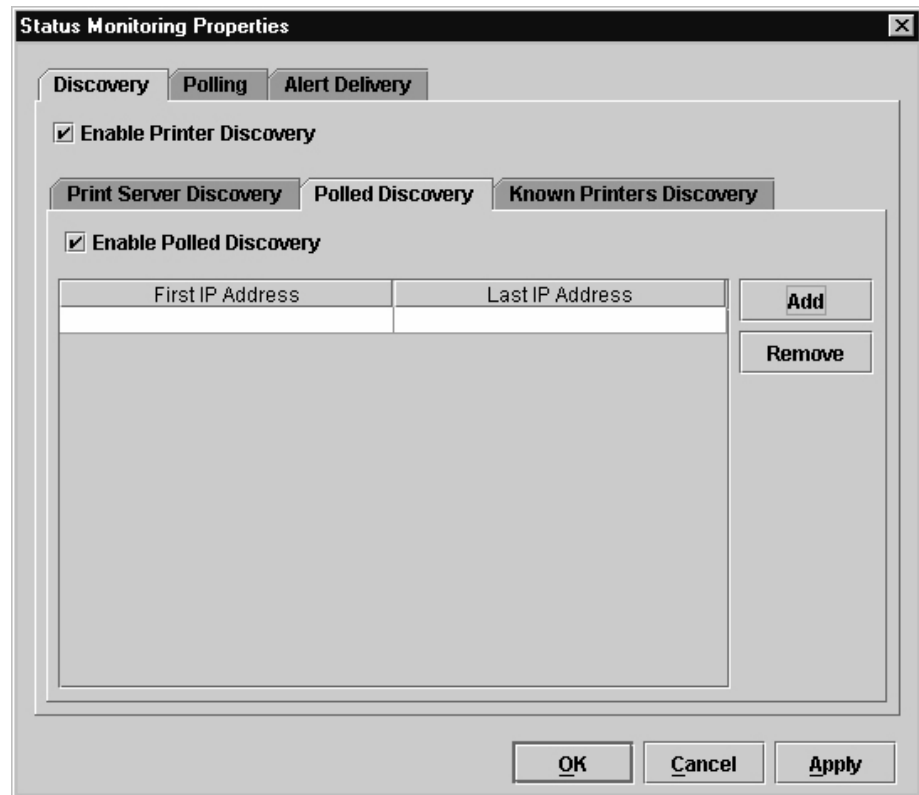 Status Monitoring Properties
Discovery Polling Alert Delivery
Enable Printer Discovery
Print Server Discovery Polled Discovery Known Printers Discovery
Enable Polled Discovery
First IP Address Last IP Address Add
Remove
OK Cancel Apply